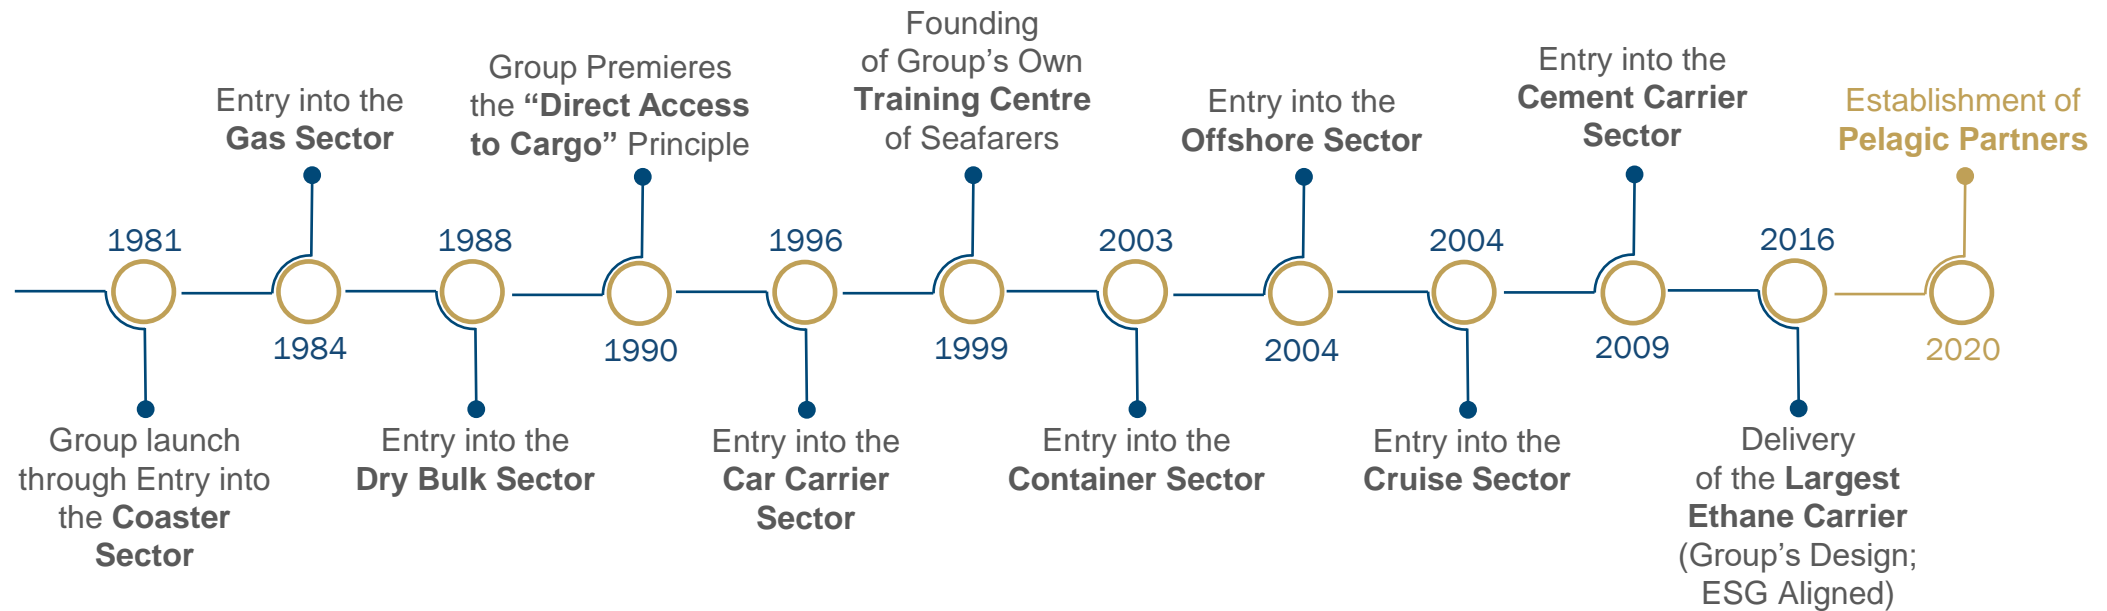 1981
Group launch
through Entry into
the Coaster
Sector
Entry into the
Gas Sector
1984
1988
Entry into the
Dry Bulk Sector
Group Premieres
the “Direct Access
to Cargo” Principle
1990
1996
Entry into the
Car Carrier
Sector
Founding
of Group’s Own
Training Centre
of Seafarers
1999
2003
Entry into the
Container Sector
Entry into the
Offshore Sector
2004
2004
Entry into the
Cruise Sector
Entry into the
Cement Carrier
Sector
2009
2016
Delivery
of the Largest
Ethane Carrier
(Group’s Design;
ESG Aligned)
Establishment of
Pelagic Partners
2020